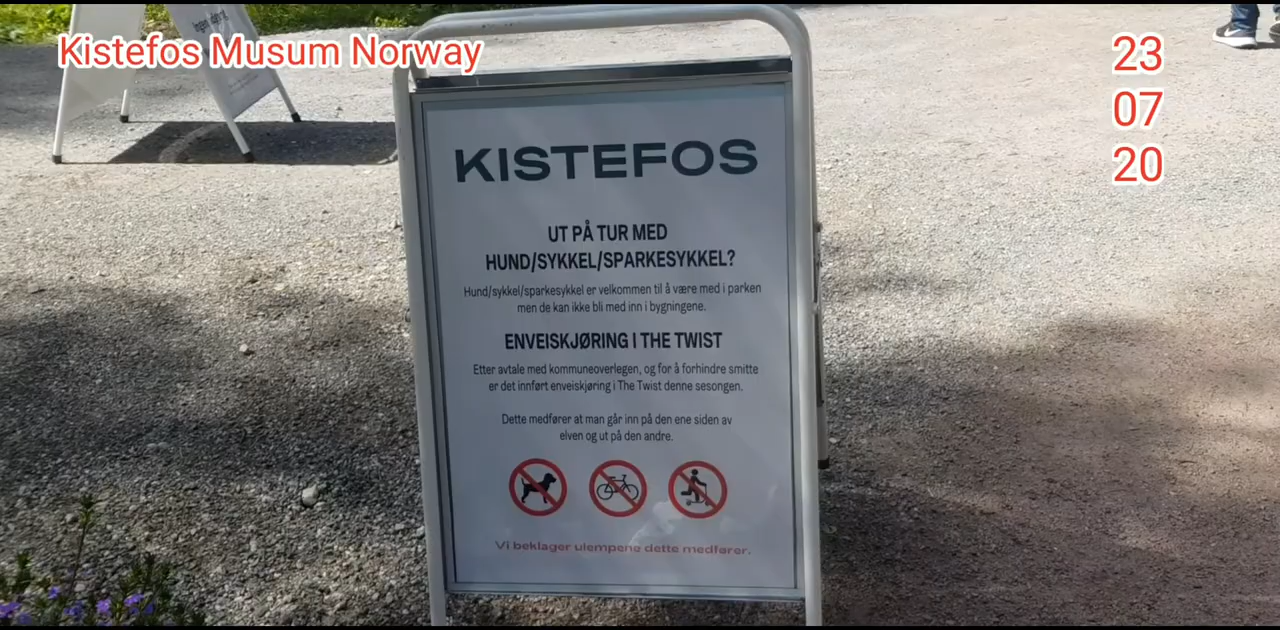 Kistefos Musum Norway
23
07
20
KISTEFOS
UT PÅ TUR MED
HUND/SYKKEL/SPARKESYKKEL?
Hund/sykkel/sparkesykkel er velkommen til å være med i parken
men de kan ikke bli med inn i bygningene.
ENVEISKJØRING I THE TWIST
Etter avtale med kommuneoverlegen, og for å forhindre smitte
er det innført enveiskjøring i The Twist denne sesongen.
Dette medfører at man går inn på den ene siden av
elven og ut på den andre.
Vi beklager ulempene dette medfører.